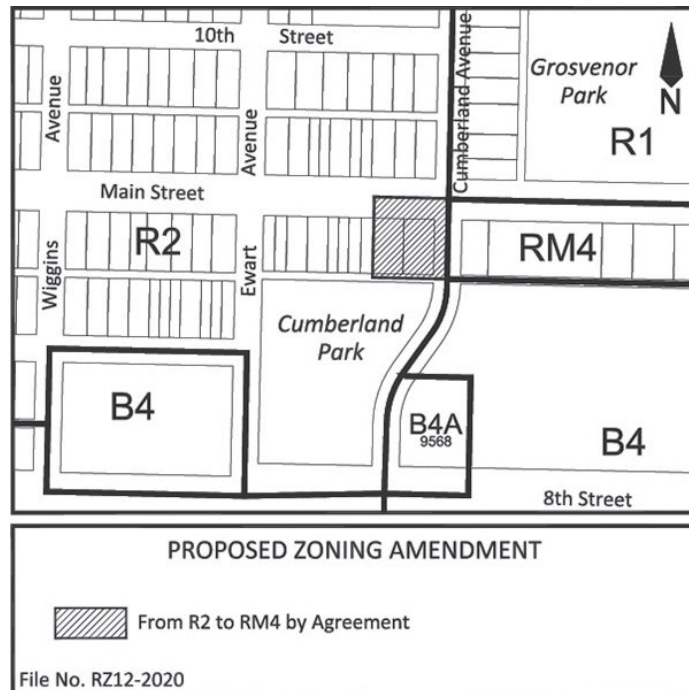 10th Street
Cumberland Avenue
Grosvenor
Park
R1
N
Avenue
Avenue
Main Street
R2
RM4
Wiggins
Ewart
Cumberland
Park
B4
B4A
9568
B4
8th Street
PROPOSED ZONING AMENDMENT
From R2 to RM4 by Agreement
File No. RZ12-2020